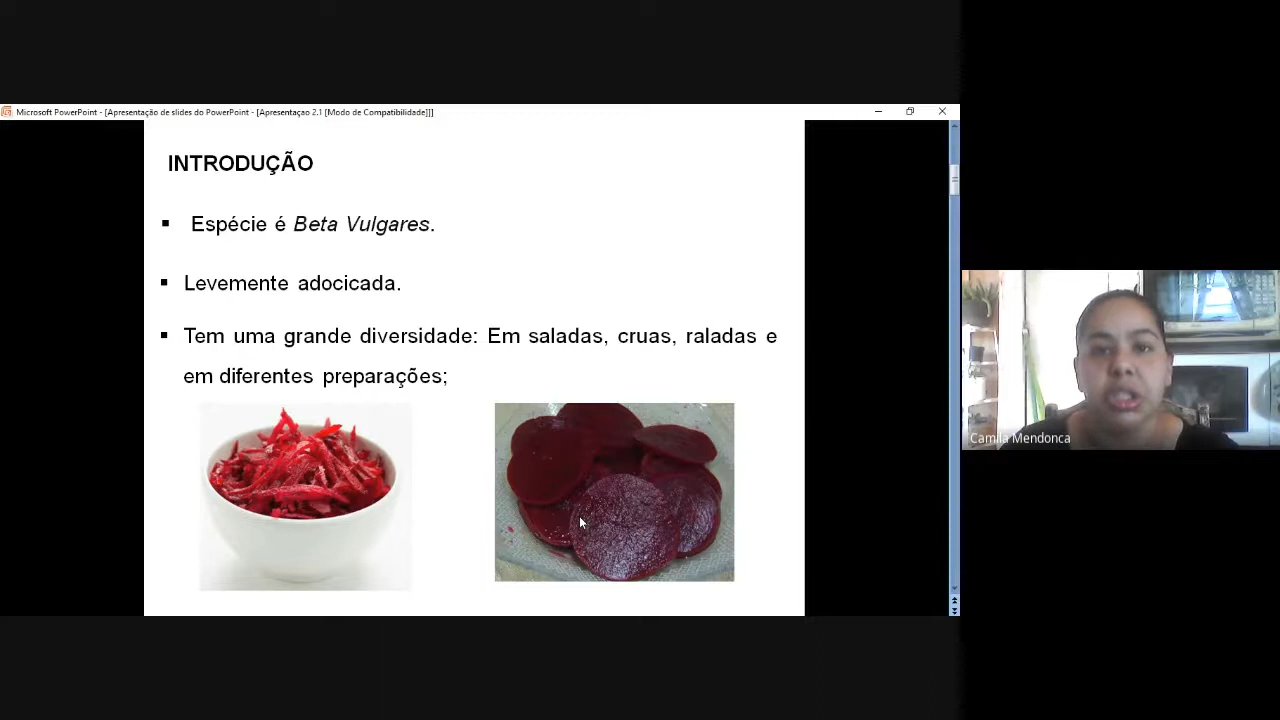 Microsoft PowerPoint - [Apresentação de slides do PowerPoint - [Apresentaçao 2.1 [Modo de Compatibilidade]]]
INTRODUÇÃO
▪ Espécie é Beta Vulgares.
▪ Levemente adocicada.
▪ Tem uma grande diversidade: Em saladas, cruas, raladas e
em diferentes preparações;
Camila Mendonca